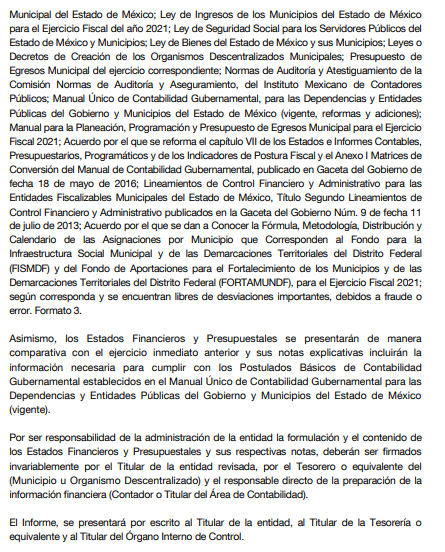 Municipal del Estado de México; Ley de Ingresos de los Municipios del Estado de México
para el Ejercicio Fiscal del año 2021; Ley de Seguridad Social para los Servidores Públicos del
Estado de México y Municipios; Ley de Bienes del Estado de México y sus Municipios; Leyes o
Decretos de Creación de los Organismos Descentralizados Municipales; Presupuesto de
Egresos Municipal del ejercicio correspondiente; Normas de Auditoría y Atestiguamiento de la
Comisión Normas de Auditoría y Aseguramiento, del Instituto Mexicano de Contadores
Públicos; Manual Único de Contabilidad Gubernamental, para las Dependencias y Entidades
Públicas del Gobierno y Municipios del Estado de México (vigente, reformas y adiciones);
Manual para la Planeación, Programación y Presupuesto de Egresos Municipal para el Ejercicio
Fiscal 2021; Acuerdo por el que se reforma el capítulo VII de los Estados e Informes Contables,
Presupuestarios, Programáticos y de los Indicadores de Postura Fiscal y el Anexo I Matrices de
Conversión del Manual de Contabilidad Gubernamental, publicado en Gaceta del Gobierno de
fecha 18 de mayo de 2016; Lineamientos de Control Financiero y Administrativo para las
Entidades Fiscalizables Municipales del Estado de México, Título Segundo Lineamientos de
Control Financiero y Administrativo publicados en la Gaceta del Gobierno Núm. 9 de fecha 11
de julio de 2013; Acuerdo por el que se dan a Conocer la Fórmula, Metodología, Distribución y
Calendario de las Asignaciones por Municipio que Corresponden al Fondo para la
Infraestructura Social Municipal y de las Demarcaciones Territoriales del Distrito Federal
(FISMDF) y del Fondo de Aportaciones para el Fortalecimiento de los Municipios y de las
Demarcaciones Territoriales del Distrito Federal (FORTAMUNDF), para el Ejercicio Fiscal 2021;
según corresponda y se encuentran libres de desviaciones importantes, debidos a fraude o
error. Formato 3.
Asimismo, los Estados Financieros y Presupuestales se presentarán de manera
comparativa con el ejercicio inmediato anterior y sus notas explicativas incluirán la
información necesaria para cumplir con los Postulados Básicos de Contabilidad
Gubernamental establecidos en el Manual Único de Contabilidad Gubernamental para las
Dependencias y Entidades Públicas del Gobierno y Municipios del Estado de México
(vigente).
Por ser responsabilidad de la administración de la entidad la formulación y el contenido de
los Estados Financieros y Presupuestales y sus respectivas notas, deberán ser firmados
invariablemente por el Titular de la entidad revisada, por el Tesorero o equivalente del
(Municipio u Organismo Descentralizado) y el responsable directo de la preparación de la
información financiera (Contador o Titular del Área de Contabilidad).
El Informe, se presentará por escrito al Titular de la entidad, al Titular de la Tesorería o
equivalente y al Titular del Órgano Interno de Control.